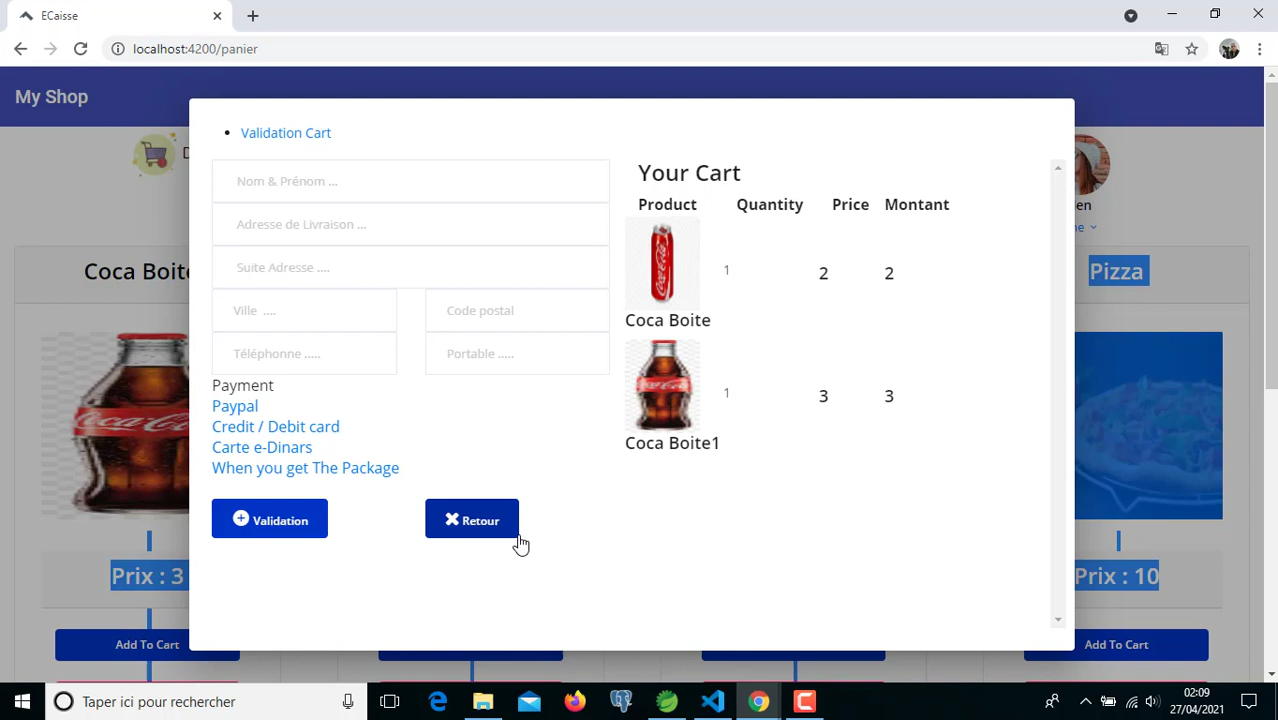 ECaisse
localhost:4200/panier
My Shop
D
Validation Cart
Nom & Prénom ...
Adresse de Livraison ...
Suite Adresse ....
Ville ....
Code postal
Téléphonne .....
Portable .....
Payment
Paypal
Credit / Debit card
Carte e-Dinars
When you get The Package
Validation
Retour
Your Cart
Product Quantity Price Montant
1 2 2
Coca Boite
1 3 3
Coca Boite1
Coca Boite
Prix : 3
Add To Cart
Pizza
Prix : 10
Add To Cart
Taper ici pour rechercher
02:09
27/04/2021